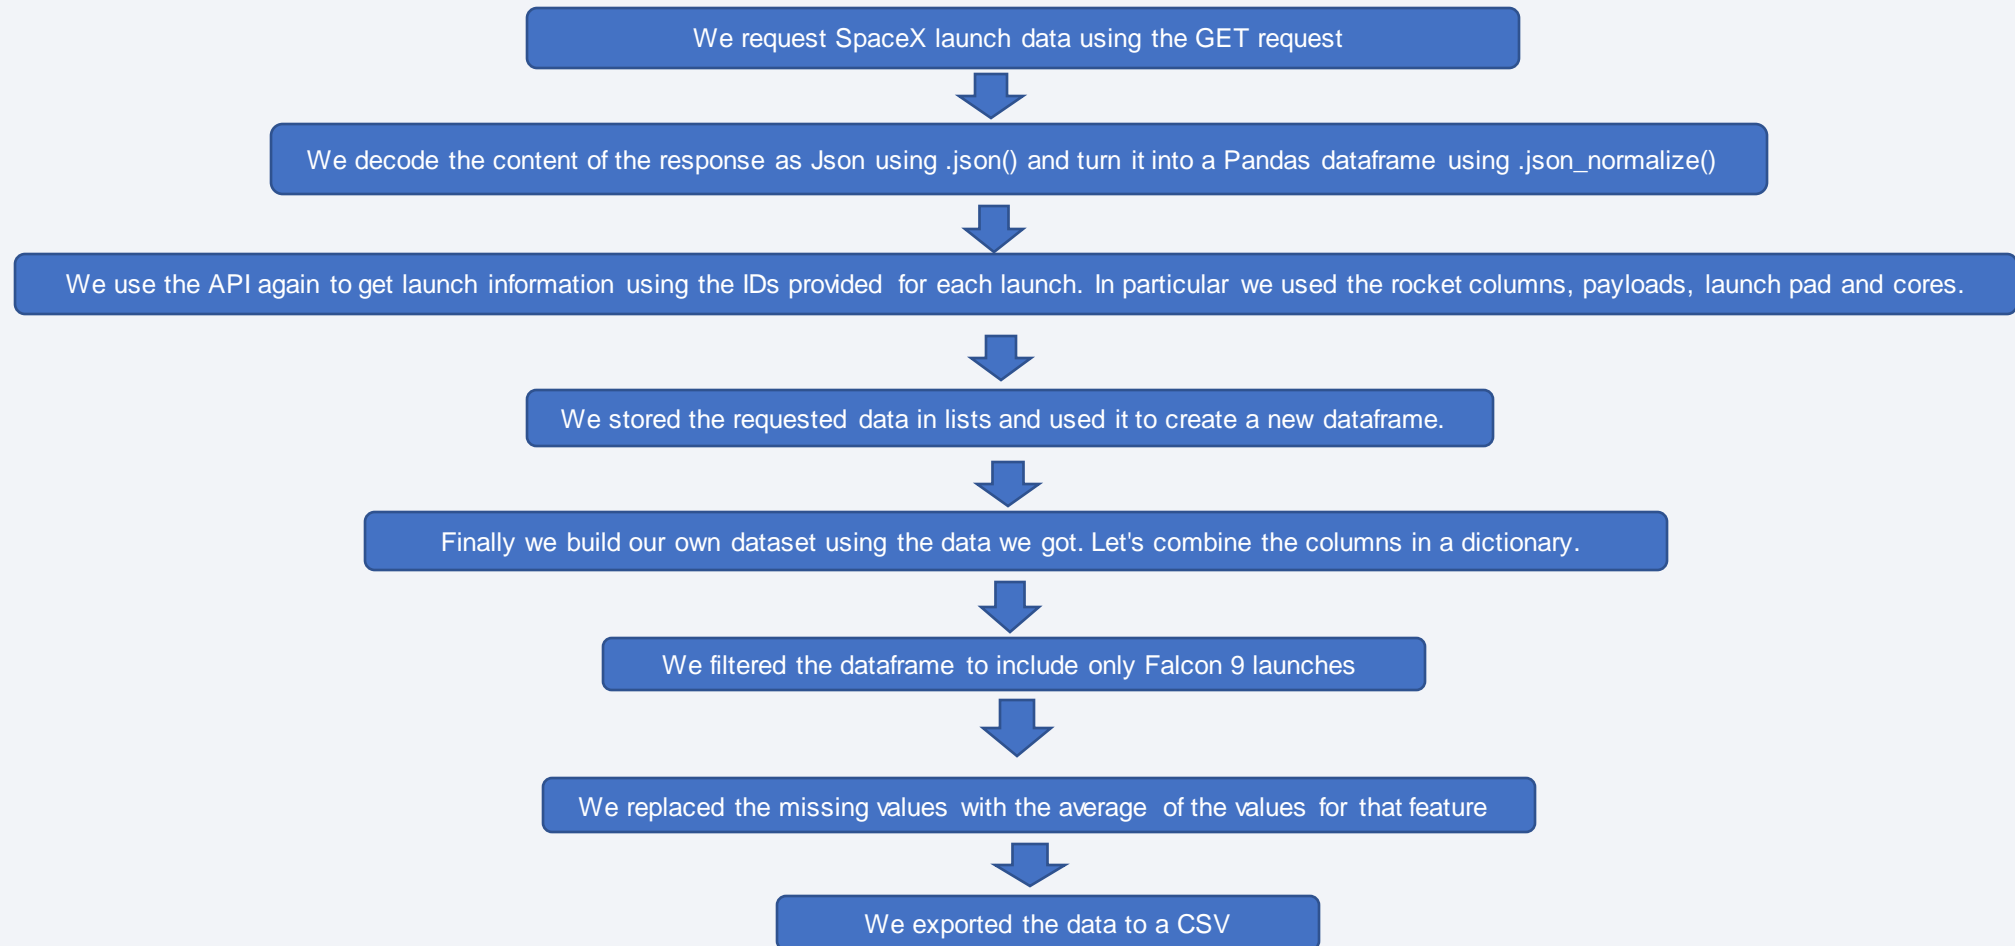 We request SpaceX launch data using the GET request
We decode the content of the response as Json using .json() and turn it into a Pandas dataframe using .json_normalize()
We use the API again to get launch information using the IDs provided for each launch. In particular we used the rocket columns, payloads, launch pad and cores.
We stored the requested data in lists and used it to create a new dataframe.
Finally we build our own dataset using the data we got. Let's combine the columns in a dictionary.
We filtered the dataframe to include only Falcon 9 launches
We replaced the missing values with the average of the values for that feature
We exported the data to a CSV